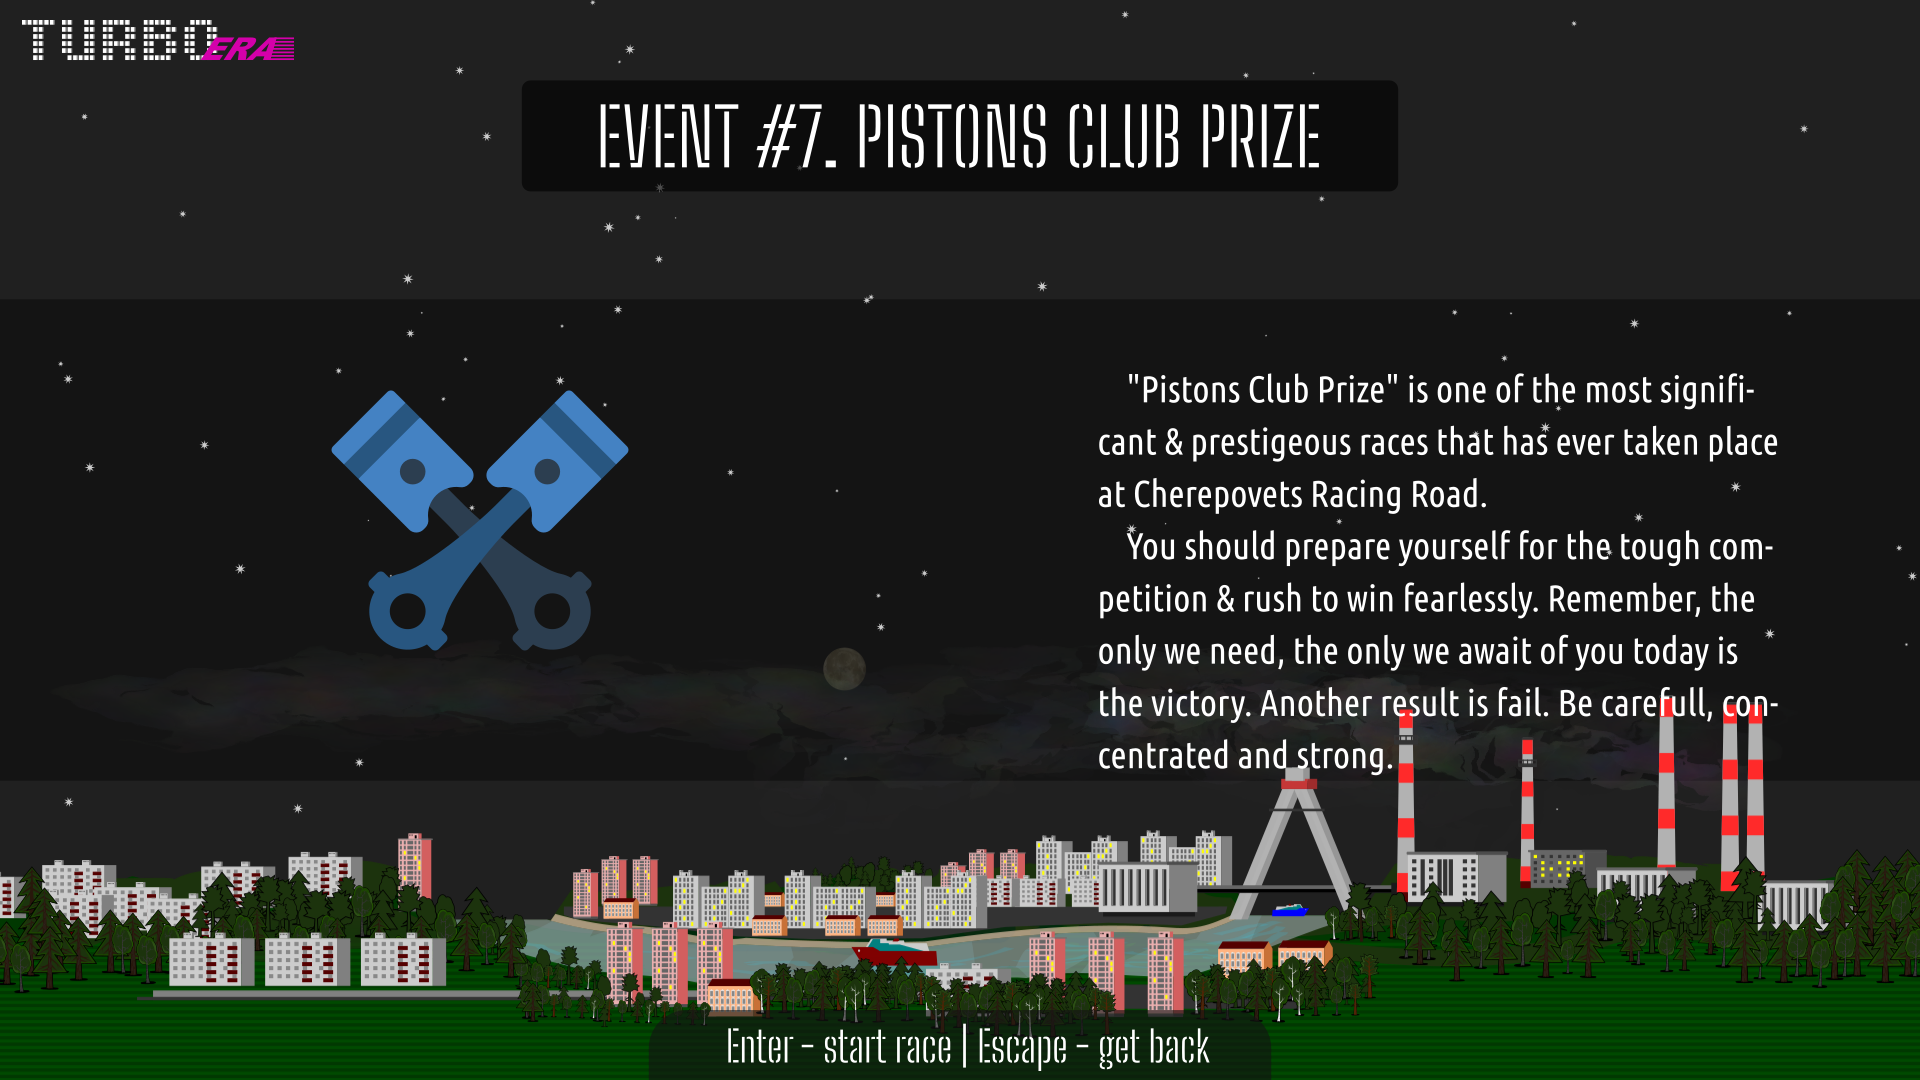 TURBO ERA
EVENT #7. PISTONS CLUB PRIZE
"Pistons Club Prize" is one of the most signifi-
cant & prestigeous races that has ever taken place
at Cherepovets Racing Road.
You should prepare yourself for the tough com-
petition & rush to win fearlessly. Remember, the
only we need, the only we await of you today is
the victory. Another result is fail. Be carefull, con-
centrated and strong.
Enter - start race | Escape - get back